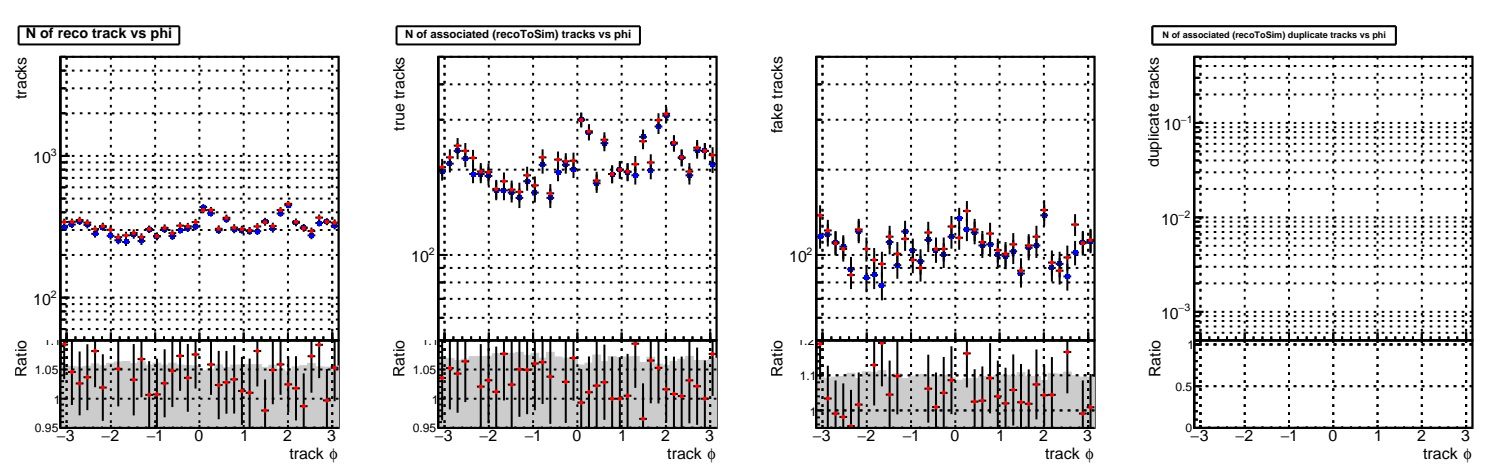 N of reco track vs phi
tracks
10³
10²
Ratio
1.05
1
0.95
−3 −2 −1 0 1 2 3
track ϕ
N of associated (recoToSim) tracks vs phi
true tracks
10²
Ratio
1.1
1.05
1
0.95
−3 −2 −1 0 1 2 3
track ϕ
fake tracks
10²
Ratio
1.2
1.1
1
−3 −2 −1 0 1 2 3
track ϕ
N of associated (recoToSim) duplicate tracks vs phi
duplicate tracks
10⁻¹
10⁻²
10⁻³
Ratio
1
0.5
0
−3 −2 −1 0 1 2 3
track ϕ